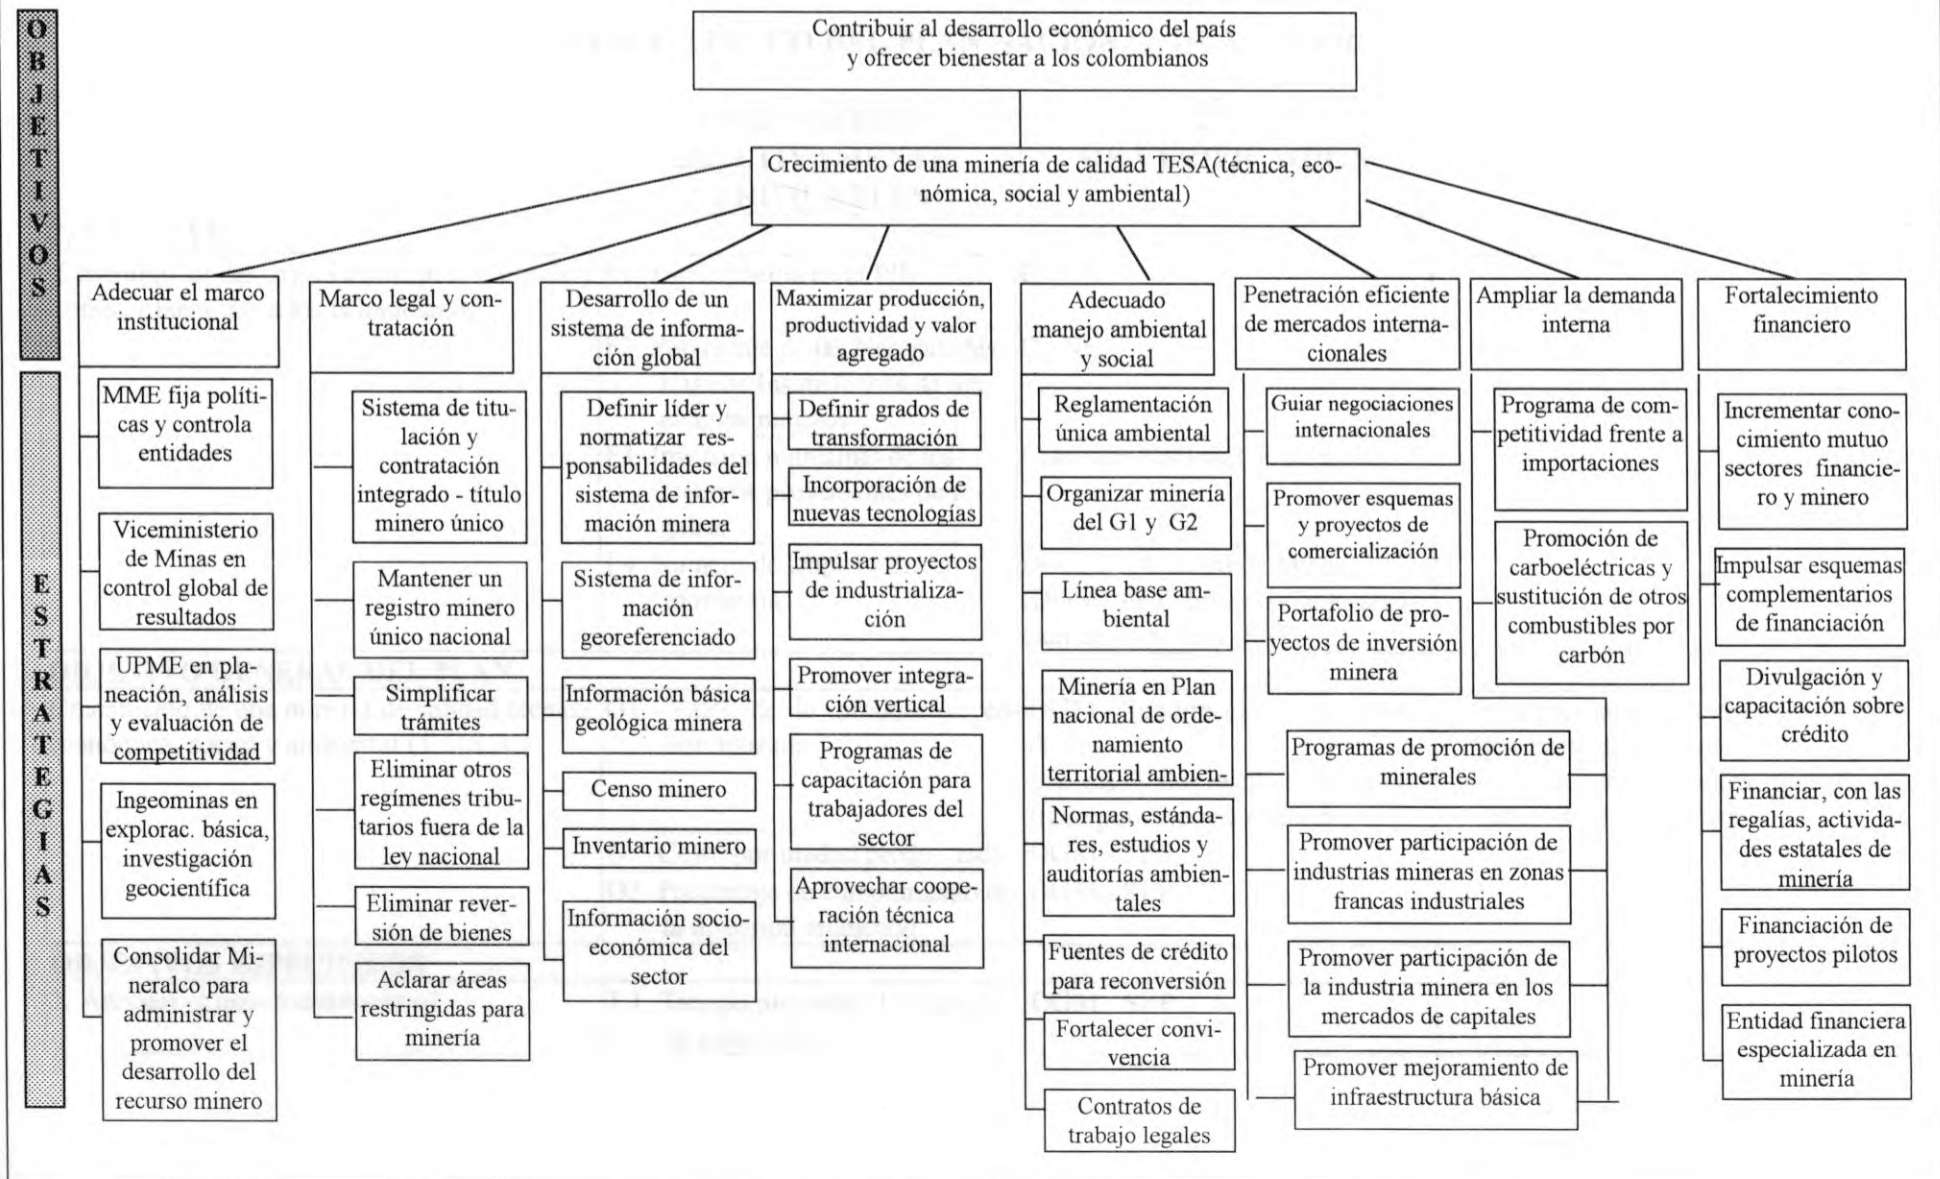 OBJETIVOS
Contribuir al desarrollo económico del país
y ofrecer bienestar a los colombianos
Crecimiento de una minería de calidad TESA(técnica, eco-
nómica, social y ambiental)
Adecuar el marco
institucional
Marco legal y con-
tratación
Desarrollo de un
sistema de informa-
ción global
Maximizar producción,
productividad y valor
agregado
Adecuado
manejo ambiental
y social
Penetración eficiente
de mercados interna-
cionales
Ampliar la demanda
interna
Fortalecimiento
financiero
ESTRATEGIAS
MME fija políti-
cas y controla
entidades
Viceministerio
de Minas en
control global de
resultados
UPME en pla-
neación, análisis
y evaluación de
competitividad
Ingeominas en
explorac. básica,
investigación
geocientífica
Consolidar Mi-
neralco para
administrar y
promover el
desarrollo del
recurso minero
Sistema de titu-
lación y
contratación
integrado - título
minero único
Mantener un
registro minero
único nacional
Simplificar
trámites
Eliminar otros
regímenes tribu-
tarios fuera de la
ley nacional
Eliminar rever-
sión de bienes
Aclarar áreas
restringidas para
minería
Definir líder y
normatizar res-
ponsabilidades del
sistema de infor-
mación minera
Sistema de infor-
mación
georeferenciado
Información básica
geológica minera
Censo minero
Inventario minero
Información socio-
económica del
sector
Definir grados de
transformación
Incorporación de
nuevas tecnologías
Impulsar proyectos
de industrializa-
ción
Promover integra-
ción vertical
Programas de
capacitación para
trabajadores del
sector
Aprovechar coope-
ración técnica
internacional
Reglamentación
única ambiental
Organizar minería
del G1 y G2
Línea base am-
biental
Minería en Plan
nacional de orde-
namiento
territorial ambien-
Normas, estánda-
res, estudios y
auditorías ambien-
tales
Fuentes de crédito
para reconversión
Fortalecer convi-
vencia
Contratos de
trabajo legales
Guiar negociaciones
internacionales
Promover esquemas
y proyectos de
comercialización
Portafolio de pro-
yectos de inversión
minera
Programas de promoción de
minerales
Promover participación de
industrias mineras en zonas
francas industriales
Promover participación de
la industria minera en los
mercados de capitales
Promover mejoramiento de
infraestructura básica
Programa de com-
petitividad frente a
importaciones
Promoción de
carboeléctricas y
sustitución de otros
combustibles por
carbón
Incrementar cono-
cimiento mutuo
sectores financie-
ro y minero
Impulsar esquemas
complementarios
de financiación
Divulgación y
capacitación sobre
crédito
Financiar, con las
regalías, activida-
des estatales de
minería
Financiación de
proyectos pilotos
Entidad financiera
especializada en
minería